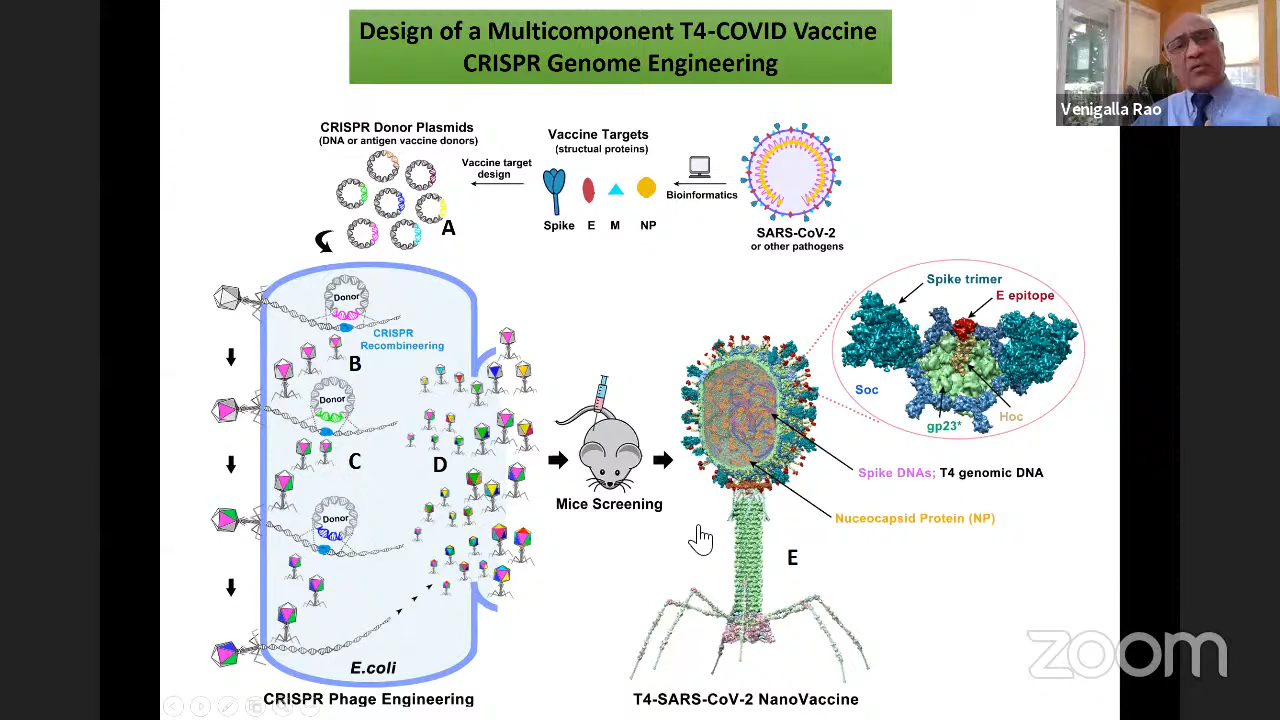 Design of a Multicomponent T4-COVID Vaccine
CRISPR Genome Engineering
Venigalla Rao
CRISPR Donor Plasmids
(DNA or antigen vaccine donors)
A
Vaccine target
design
Vaccine Targets
(structual proteins)
Spike
E
M
NP
Bioinformatics
SARS-CoV-2
or other pathogens
Donor
CRISPR
Recombineering
B
Donor
C
D
Donor
E.coli
CRISPR Phage Engineering
Mice Screening
Spike trimer
E epitope
Soc
Hoc
gp23*
Spike DNAs; T4 genomic DNA
Nuceocapsid Protein (NP)
E
T4-SARS-CoV-2 NanoVaccine
zoom